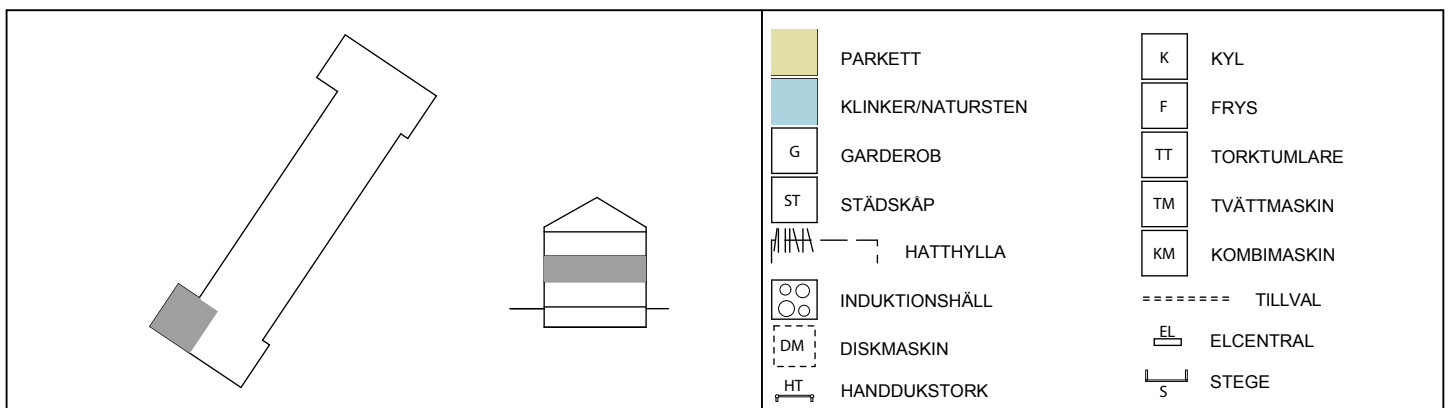 PARKETT
KLINKER/NATURSTEN
G GARDEROB
ST STÄDSKÅP
HATTHYLLA
INDUKTIONSHÄLL
DM DISKMASKIN
HT HANDDUKSTORK
K KYL
F FRYS
TT TORKTUMLARE
TM TVÄTTMASKIN
KM KOMBIMASKIN
TILLVAL
EL ELCENTRAL
S STEGE